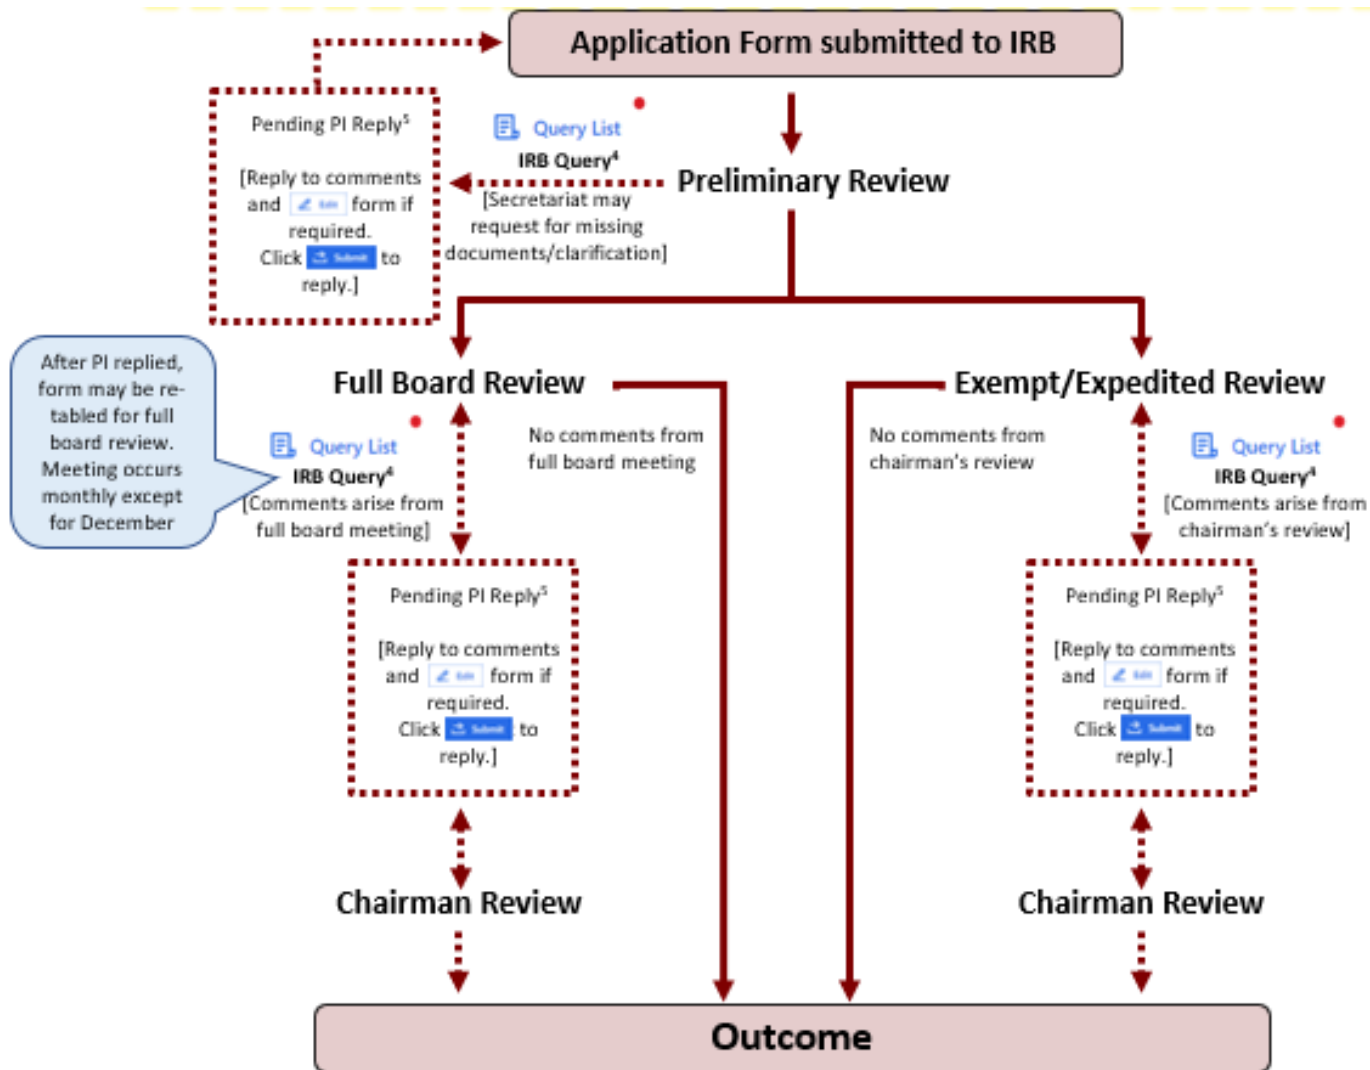 Application Form submitted to IRB
Pending PI Reply⁵
[Reply to comments
and Edit form if
required.
Click Submit to
reply.]
Query List
IRB Query⁴
[Secretariat may
request for missing
documents/clarification]
Preliminary Review
After PI replied,
form may be re-
tabled for full
board review.
Meeting occurs
monthly except
for December
Full Board Review
Exempt/Expedited Review
Query List
IRB Query⁴
[Comments arise from
full board meeting]
No comments from
full board meeting
No comments from
chairman's review
Query List
IRB Query⁴
[Comments arise from
chairman's review]
Pending PI Reply⁵
[Reply to comments
and Edit form if
required.
Click Submit to
reply.]
Pending PI Reply⁵
[Reply to comments
and Edit form if
required.
Click Submit to
reply.]
Chairman Review
Chairman Review
Outcome